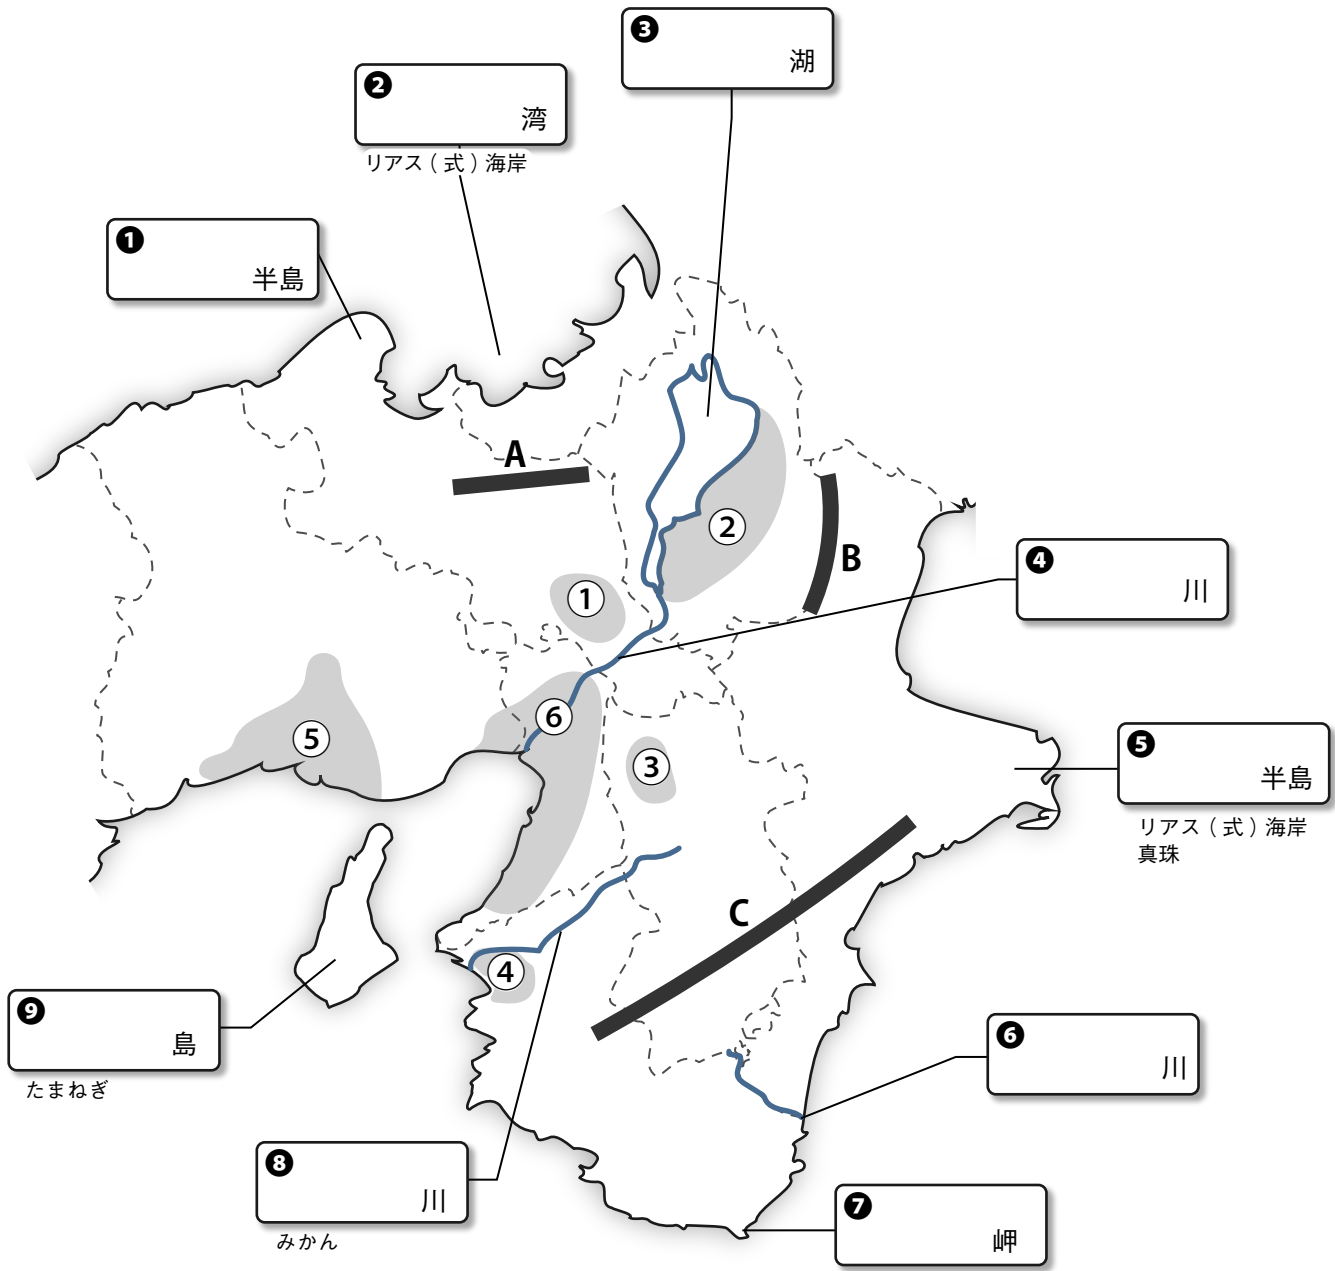 ❸
湖
❷
湾
リアス（式）海岸
❶
半島
A
②
B
❹
川
①
⑥
⑤
③
❺
半島
リアス（式）海岸
真珠
C
④
❾
島
たまねぎ
❻
川
❽
川
みかん
❼
岬